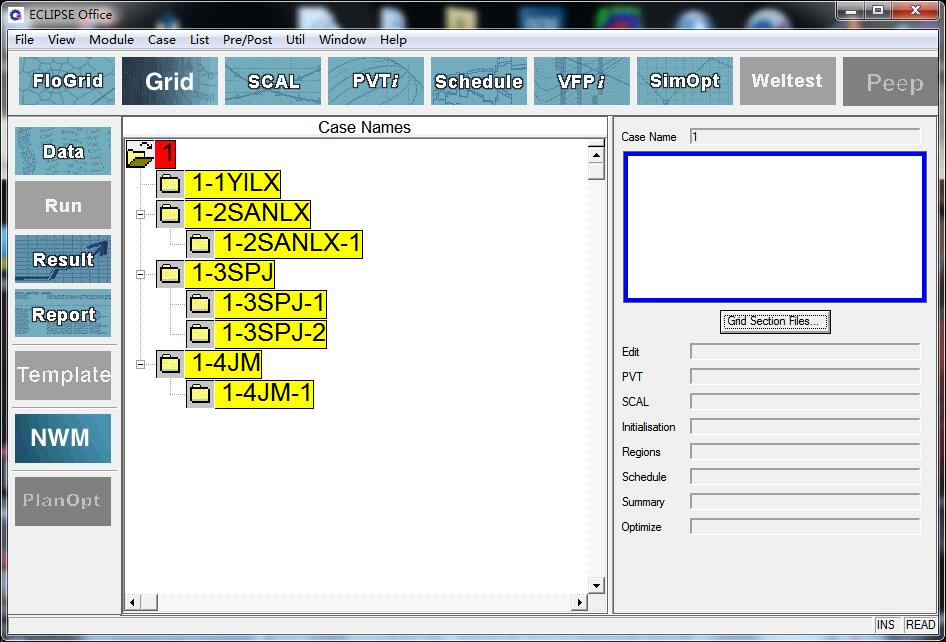 ECLIPSE Office
File View Module Case List Pre/Post Util Window Help
FloGrid Grid SCAL PVTi Schedule VFPi SimOpt Weltest Peep
Data
Run
Result
Report
Template
NWM
PlanOpt
Case Names
1
1-1YILX
1-2SANLX
1-2SANLX-1
1-3SPJ
1-3SPJ-1
1-3SPJ-2
1-4JM
1-4JM-1
Case Name 1
Grid Section Files...
Edit
PVT
SCAL
Initialisation
Regions
Schedule
Summary
Optimize
INS READ